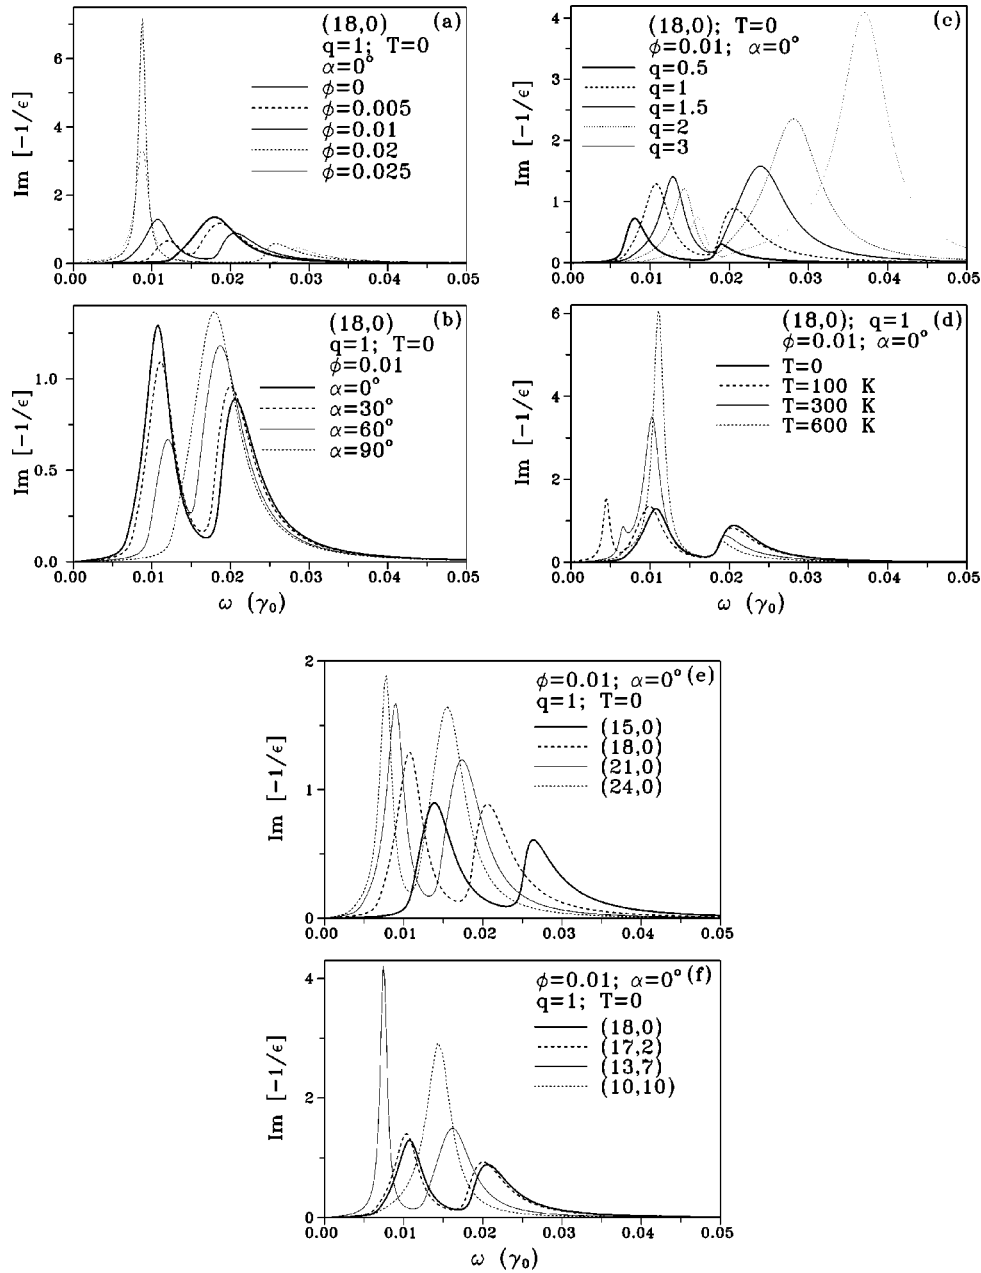 (a)
(18,0)
q=1; T=0
α=0°
ϕ=0
ϕ=0.005
ϕ=0.01
ϕ=0.02
ϕ=0.025
Im [-1/ϵ]
6
4
2
0
0.00 0.01 0.02 0.03 0.04 0.05
(b)
(18,0)
q=1; T=0
ϕ=0.01
α=0°
α=30°
α=60°
α=90°
Im [-1/ϵ]
1.0
0.5
0.0
0.00 0.01 0.02 0.03 0.04 0.05
ω (γ₀)
(c)
(18,0); T=0
ϕ=0.01; α=0°
q=0.5
q=1
q=1.5
q=2
q=3
Im [-1/ϵ]
4
3
2
1
0
0.00 0.01 0.02 0.03 0.04 0.05
(d)
(18,0); q=1
ϕ=0.01; α=0°
T=0
T=100 K
T=300 K
T=600 K
Im [-1/ϵ]
6
4
2
0
0.00 0.01 0.02 0.03 0.04 0.05
ω (γ₀)
ϕ=0.01; α=0° (e)
q=1; T=0
(15,0)
(18,0)
(21,0)
(24,0)
Im [-1/ϵ]
2
1
0
0.00 0.01 0.02 0.03 0.04 0.05
ϕ=0.01; α=0° (f)
q=1; T=0
(18,0)
(17,2)
(13,7)
(10,10)
Im [-1/ϵ]
4
2
0
0.00 0.01 0.02 0.03 0.04 0.05
ω (γ₀)